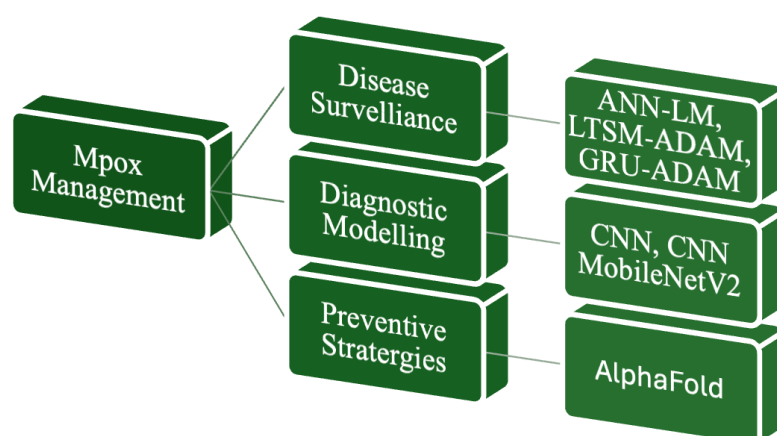 Mpox
Management
Disease
Survelliance
ANN-LM,
LTSM-ADAM,
GRU-ADAM
Diagnostic
Modelling
CNN, CNN
MobileNetV2
Preventive
Stratergies
AlphaFold